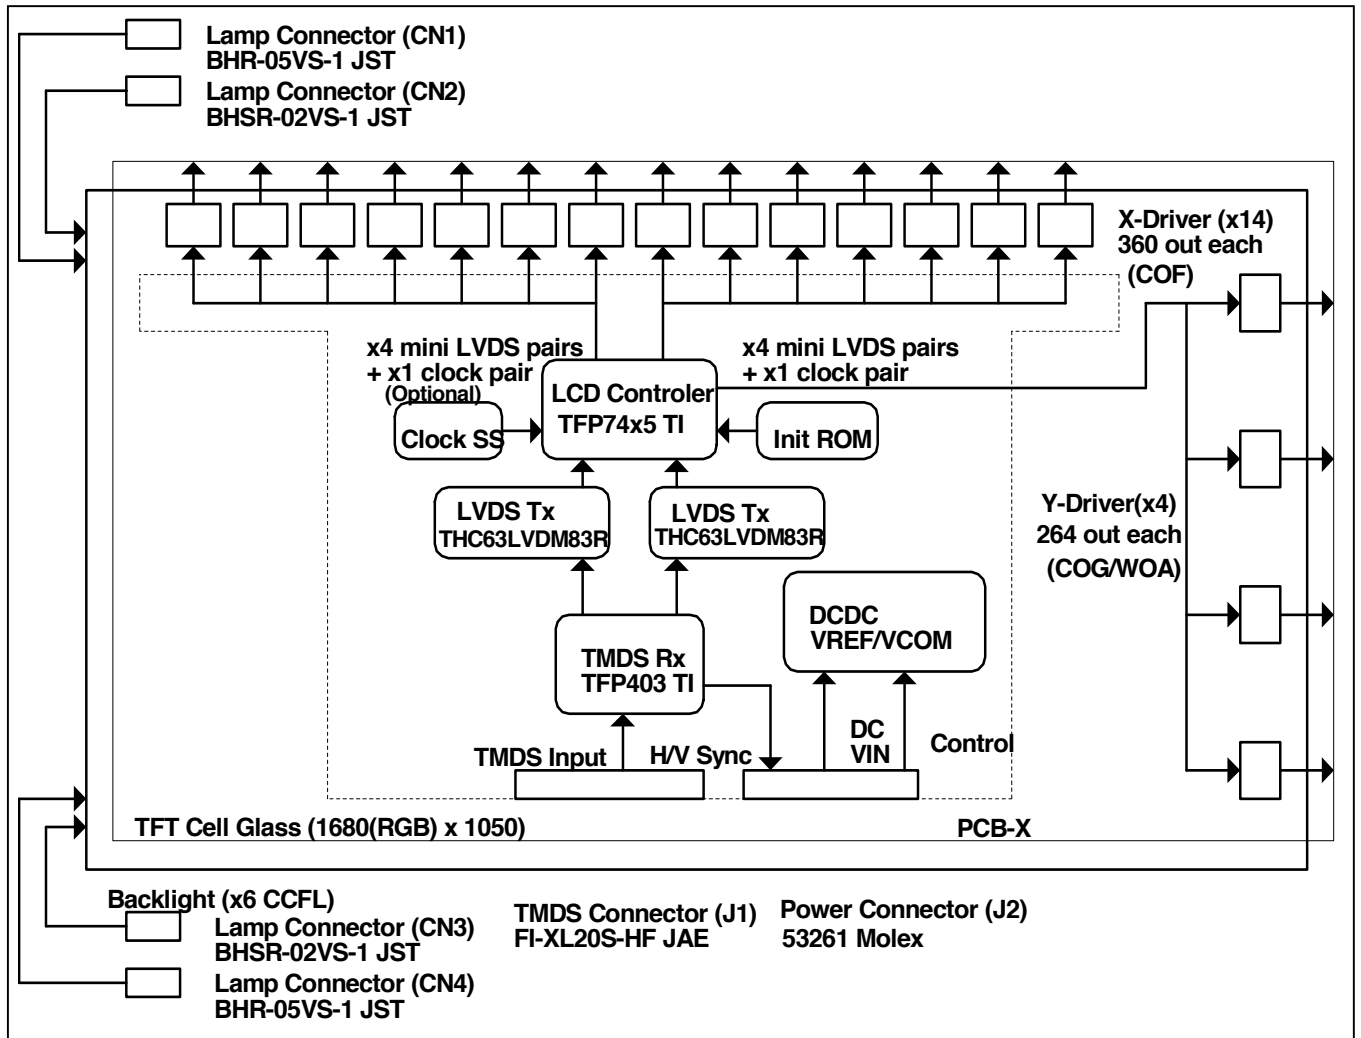 Lamp Connector (CN1)
BHR-05VS-1 JST
Lamp Connector (CN2)
BHSR-02VS-1 JST
X-Driver (x14)
360 out each
(COF)
x4 mini LVDS pairs
+ x1 clock pair
(Optional)
x4 mini LVDS pairs
+ x1 clock pair
LCD Controler
TFP74x5 TI
Clock SS
Init ROM
LVDS Tx
THC63LVDM83R
LVDS Tx
THC63LVDM83R
Y-Driver(x4)
264 out each
(COG/WOA)
DCDC
VREF/VCOM
TMDS Rx
TFP403 TI
TMDS Input
H/V Sync
DC
VIN
Control
TFT Cell Glass (1680(RGB) x 1050)
PCB-X
Backlight (x6 CCFL)
Lamp Connector (CN3)
BHSR-02VS-1 JST
TMDS Connector (J1)
FI-XL20S-HF JAE
Power Connector (J2)
53261 Molex
Lamp Connector (CN4)
BHR-05VS-1 JST